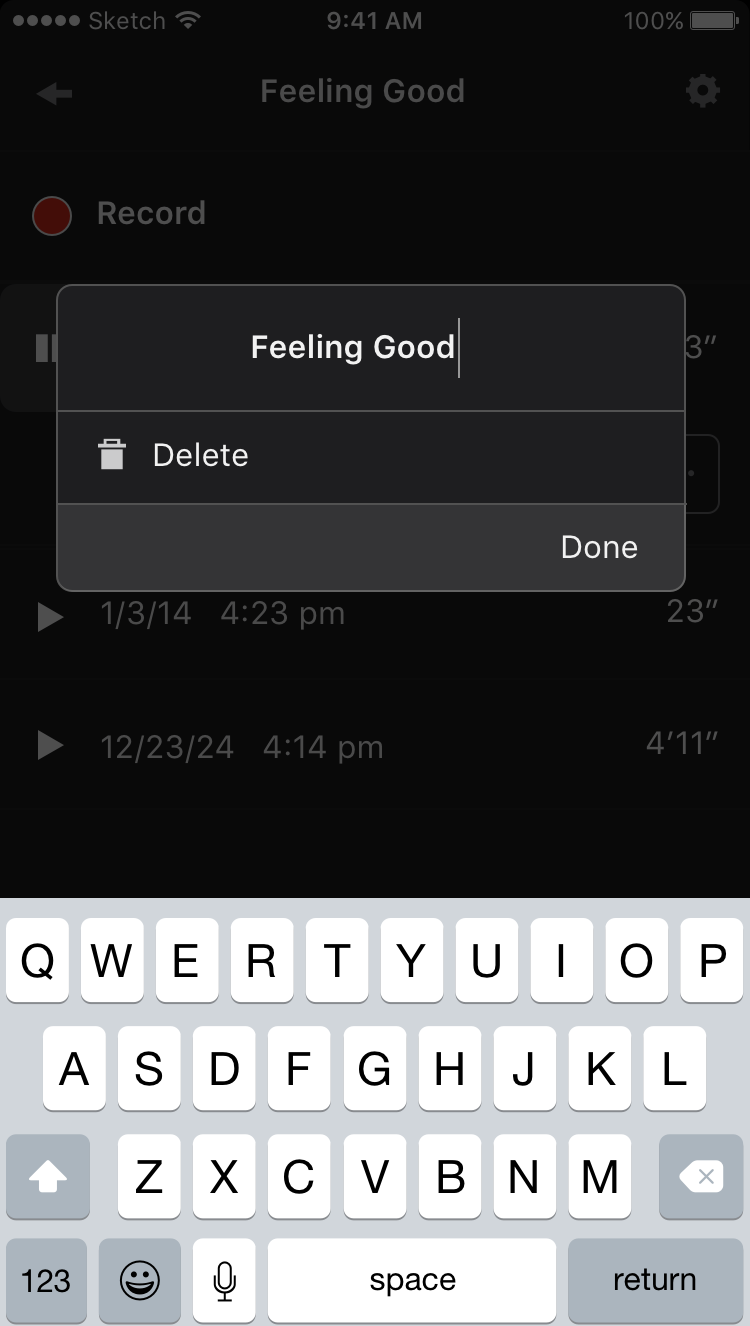 Sketch 9:41 AM 100%
Feeling Good
Record
3″
Feeling Good
Delete
Done
1/3/14 4:23 pm 23″
12/23/24 4:14 pm 4′11″
Q W E R T Y U I O P
A S D F G H J K L
Z X C V B N M
123 space return